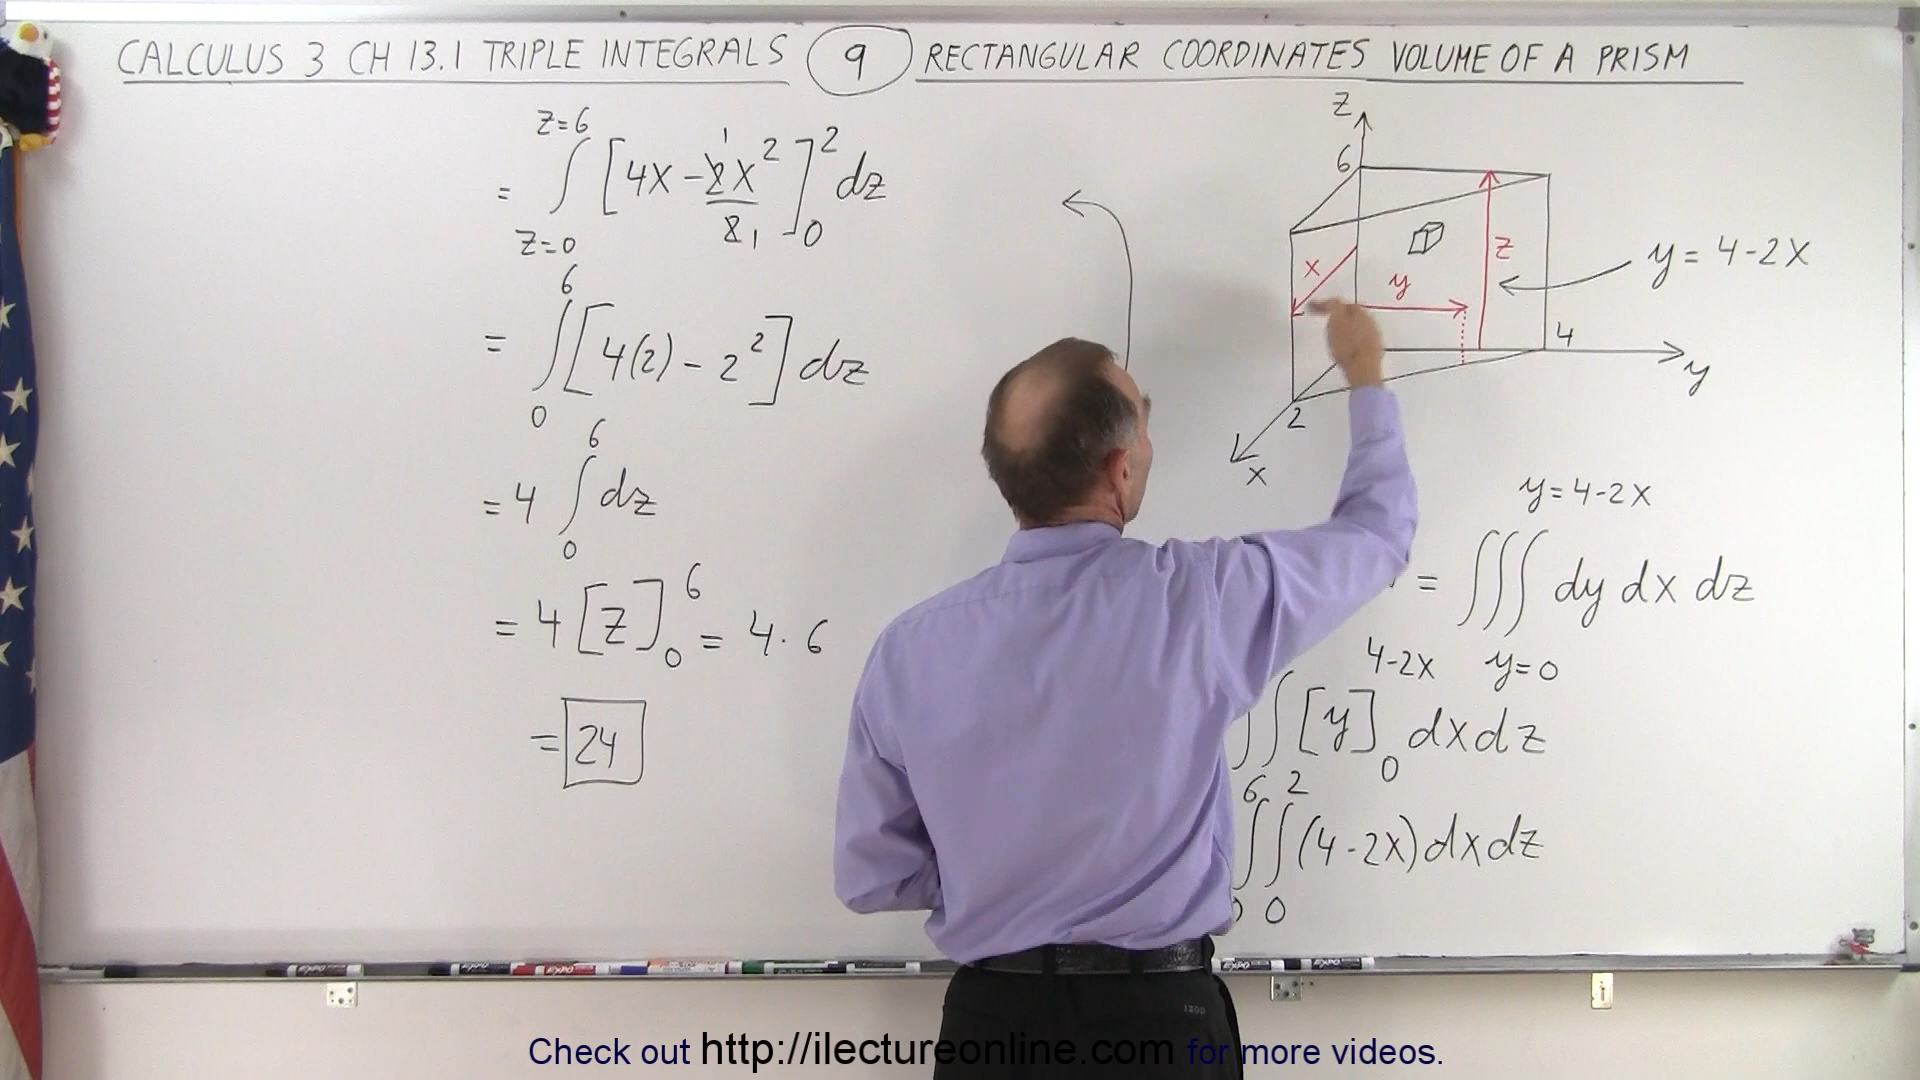 CALCULUS 3 CH 13.1 TRIPLE INTEGRALS 9 RECTANGULAR COORDINATES VOLUME OF A PRISM
z=6
= ∫ [4x - 2x² / 8]₀² dz
1
1
z=0
6
= ∫ [4(2) - 2²] dz
0
6
= 4 ∫ dz
0
= 4 [z]₀⁶ = 4·6
= 24
z
6
x
y
z
y = 4-2x
4
y
2
x
y=4-2x
= ∫∫∫ dy dx dz
y=0
4-2x
∫∫ [y] dx dz
0
6 2
∫∫ (4-2x) dx dz
0 0
Check out http://ilectureonline.com for more videos.